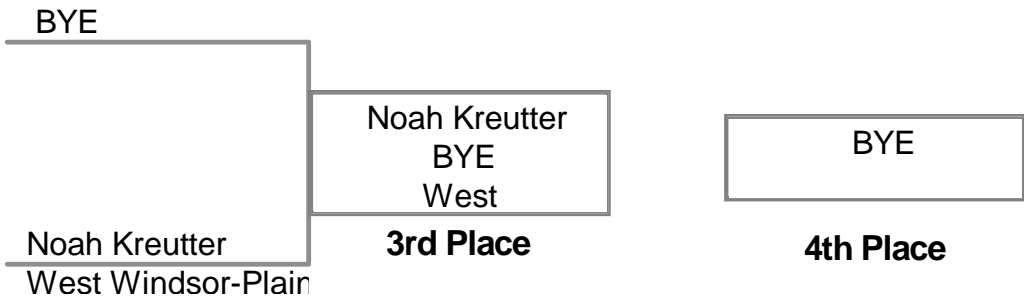 BYE
Noah Kreutter
West Windsor-Plain
Noah Kreutter
BYE
West
3rd Place
BYE
4th Place